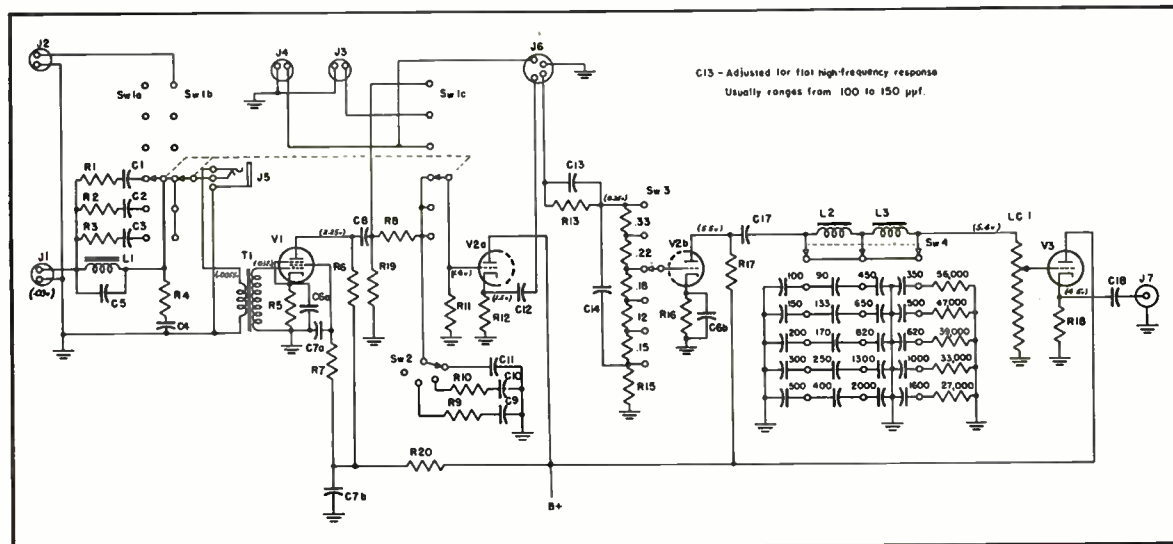 J2
Sw1a
Sw1b
J4
J3
Sw1c
J6
C13 – Adjusted for flat high-frequency response
Usually ranges from 100 to 150 µµf.
R1
C1
R2
C2
R3
C3
J5
J1
L1
C5
R4
C4
T1
V1
R5
C6a
C7a
R7
R6
C8
R19
R8
V2a
R11
R12
C12
Sw2
R10
R9
C11
C10
C9
R20
C7b
B+
C13
R13
C14
Sw3
.33
.22
.18
.12
.15
R15
V2b
R16
C6b
R17
C17
L2
L3
Sw4
100 90 450 350 56,000
150 133 650 500 47,000
200 170 820 620 39,000
300 250 1300 1000 33,000
500 400 2000 1600 27,000
(5.4v)
LC1
V3
R18
C18
J7